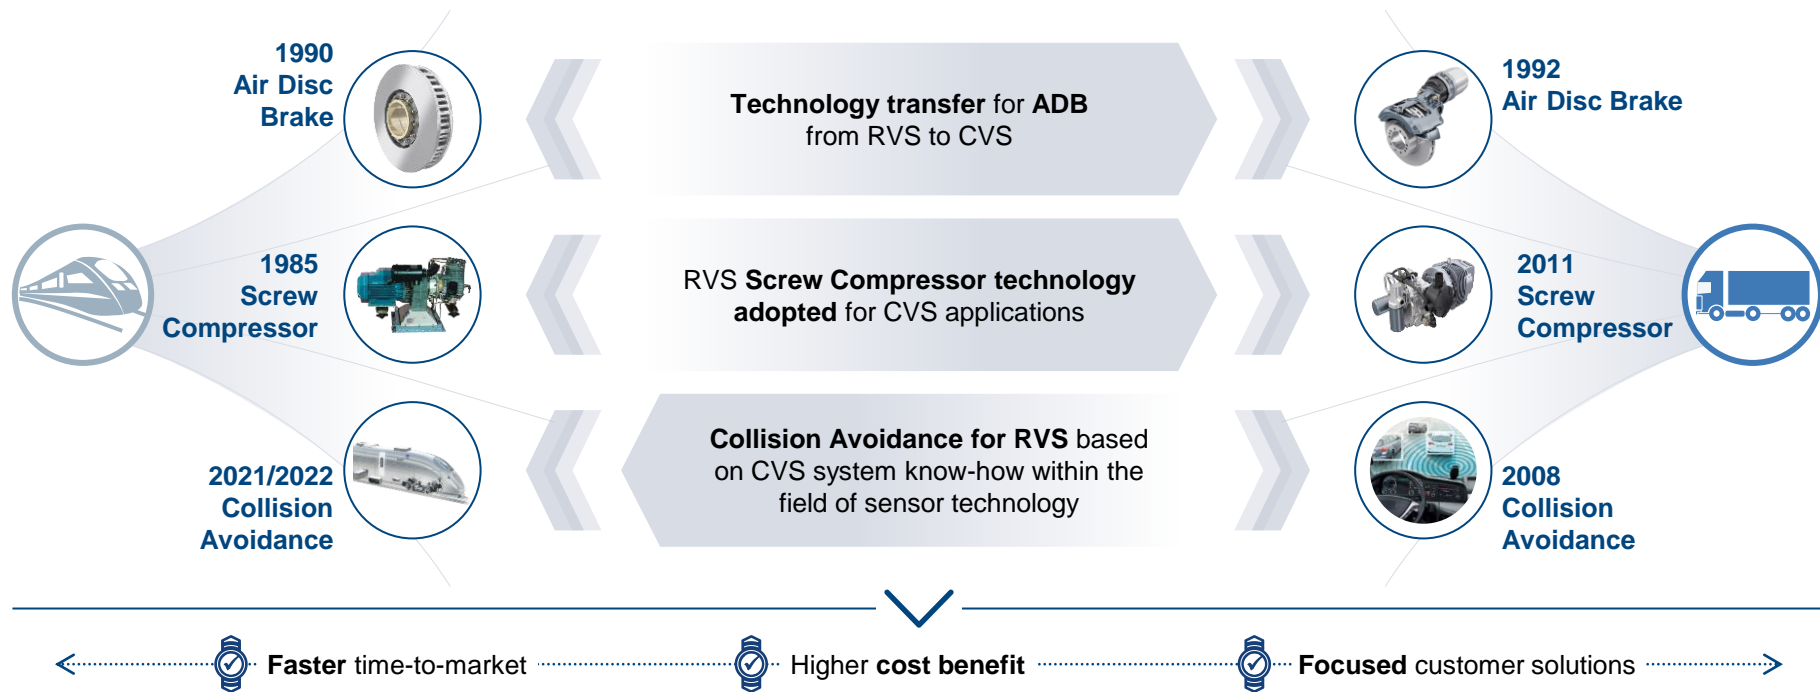 1990
Air Disc
Brake
Technology transfer for ADB
from RVS to CVS
1992
Air Disc Brake
1985
Screw
Compressor
RVS Screw Compressor technology
adopted for CVS applications
2011
Screw
Compressor
2021/2022
Collision
Avoidance
Collision Avoidance for RVS based
on CVS system know-how within the
field of sensor technology
2008
Collision
Avoidance
Faster time-to-market
Higher cost benefit
Focused customer solutions